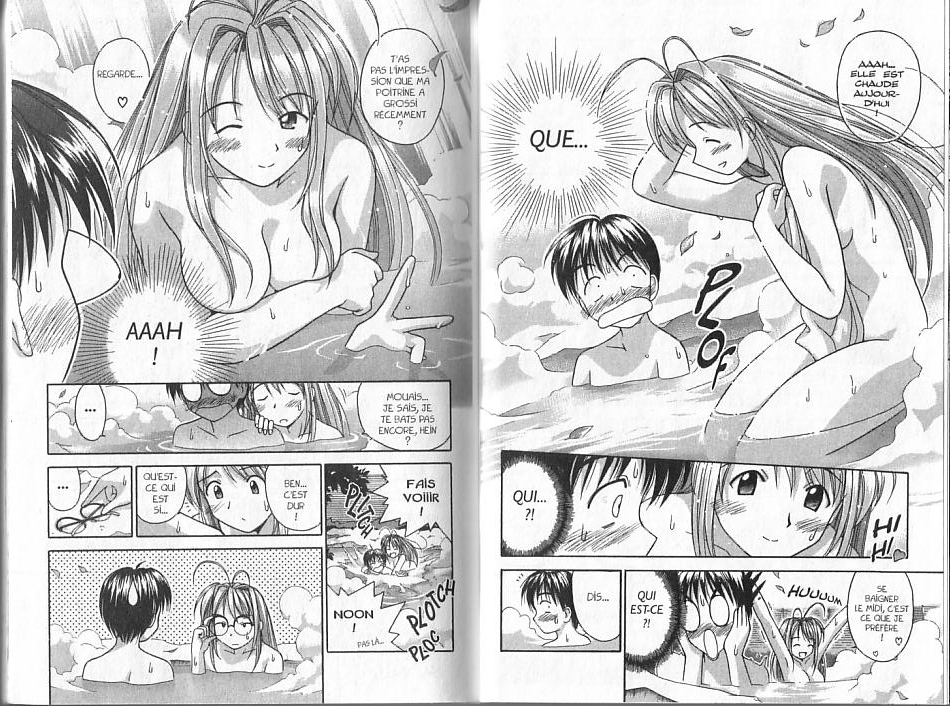 REGARDE...
T'AS
PAS L'IMPRES-
SION QUE MA
POITRINE A
GROSSI
RÉCEMMENT
?
AAAH
!
...
MOUAIS...
JE SAIS, JE
TE BATS PAS
ENCORE, HEIN
?
...
QU'EST-
CE QUI
EST
SI...
BEN...
C'EST
DUR
!
FAIS
VOIIIR
!
PLOC
NOON
!
PAS LÀ...
PLOTCH
PLOC
AAAH...
ELLE EST
CHAUDE
AUJOUR-
D'HUI
!
QUE...
PLOF
QUI...
?!
HI
HI
DIS...
QUI
EST-CE
?!
HUUUUM
SE
BAIGNER
LE MIDI, C'EST
CE QUE JE
PRÉFÈRE